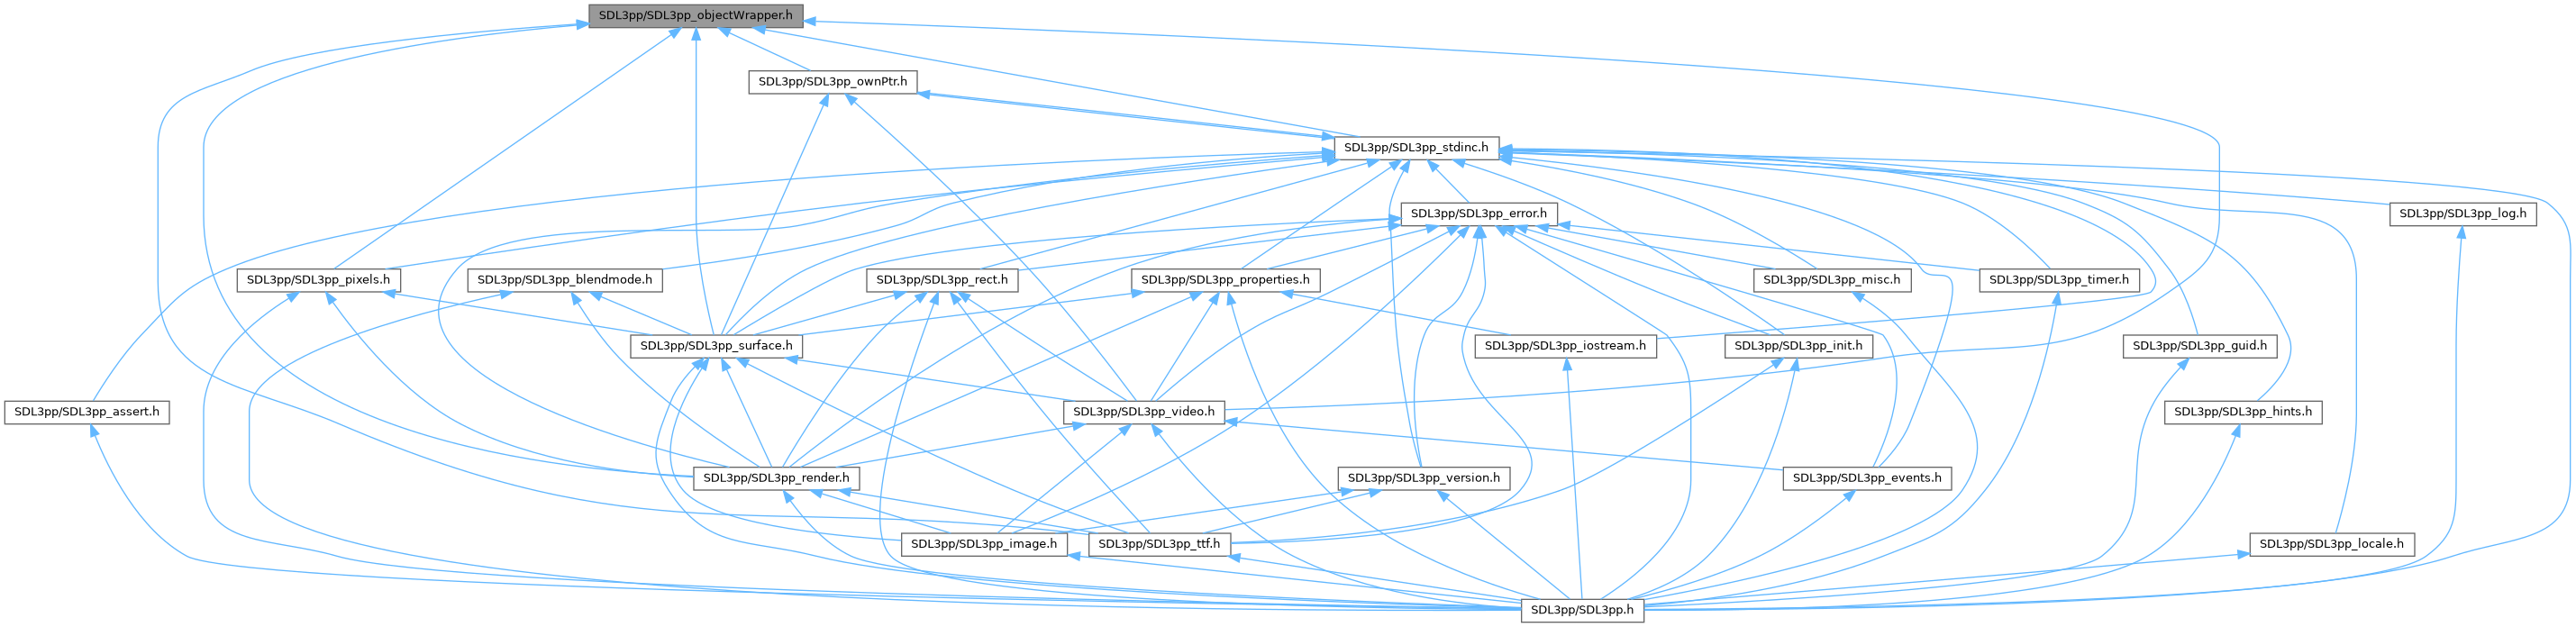 SDL3pp/SDL3pp_objectWrapper.h
SDL3pp/SDL3pp_ownPtr.h
SDL3pp/SDL3pp_stdinc.h
SDL3pp/SDL3pp_error.h
SDL3pp/SDL3pp_log.h
SDL3pp/SDL3pp_pixels.h
SDL3pp/SDL3pp_blendmode.h
SDL3pp/SDL3pp_rect.h
SDL3pp/SDL3pp_properties.h
SDL3pp/SDL3pp_misc.h
SDL3pp/SDL3pp_timer.h
SDL3pp/SDL3pp_surface.h
SDL3pp/SDL3pp_iostream.h
SDL3pp/SDL3pp_init.h
SDL3pp/SDL3pp_guid.h
SDL3pp/SDL3pp_assert.h
SDL3pp/SDL3pp_video.h
SDL3pp/SDL3pp_hints.h
SDL3pp/SDL3pp_render.h
SDL3pp/SDL3pp_version.h
SDL3pp/SDL3pp_events.h
SDL3pp/SDL3pp_image.h
SDL3pp/SDL3pp_ttf.h
SDL3pp/SDL3pp_locale.h
SDL3pp/SDL3pp.h